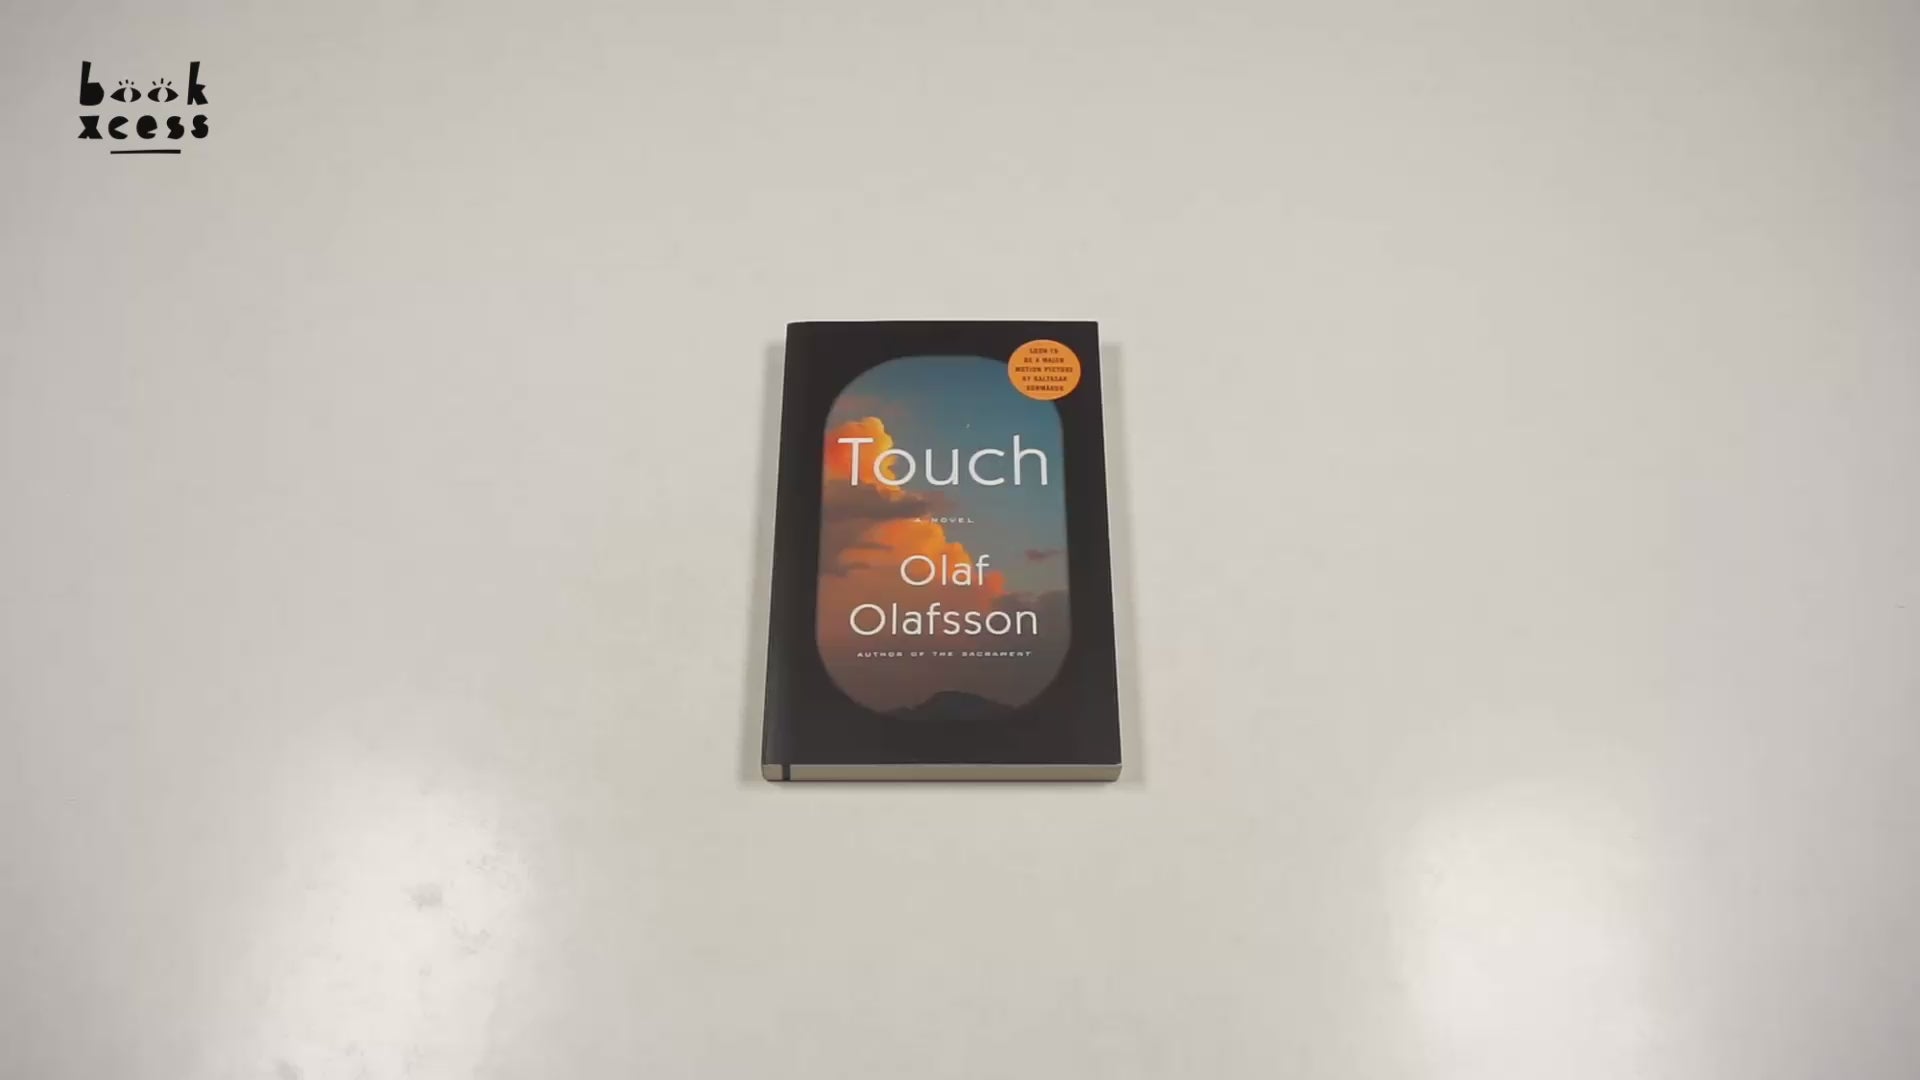 book
xcess
SOON TO
BE A MAJOR
MOTION PICTURE
BY BALTASAR
KORMÁKUR
Touch
A NOVEL
Olaf
Olafsson
AUTHOR OF THE SACRAMENT